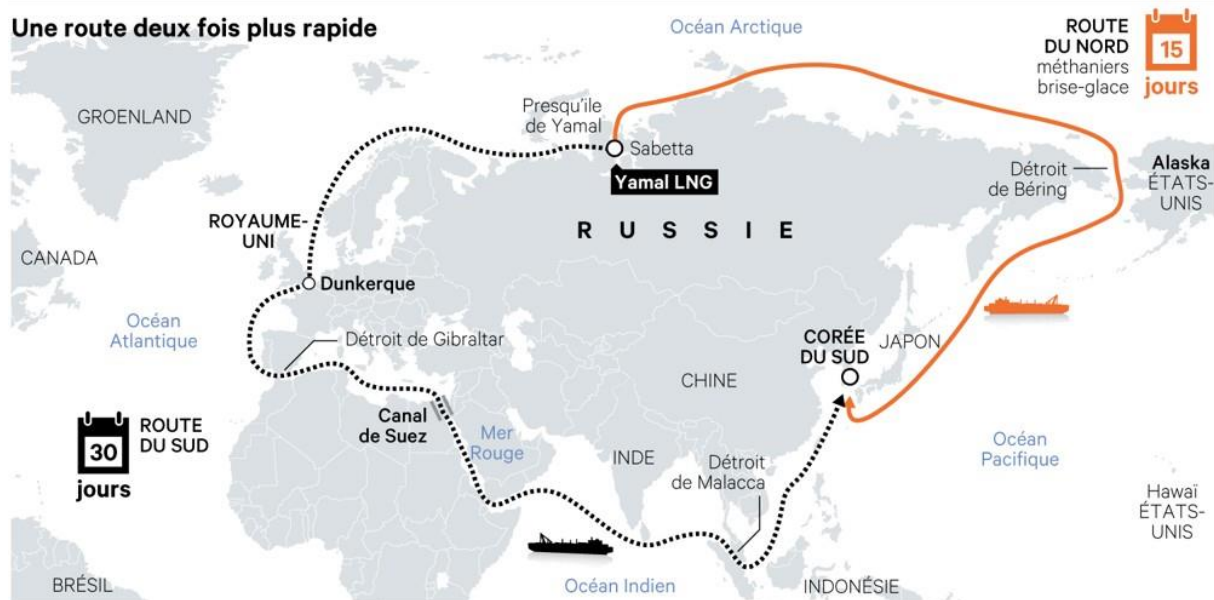 Une route deux fois plus rapide
Océan Arctique
ROUTE
DU NORD
méthaniers
brise-glace
15
jours
GROENLAND
Presqu'ile
de Yamal
Sabetta
Yamal LNG
Détroit
de Béring
Alaska
ÉTATS-
UNIS
ROYAUME-
UNI
RUSSIE
CANADA
Dunkerque
Océan
Atlantique
Détroit de Gibraltar
CORÉE
DU SUD
JAPON
CHINE
30
jours
ROUTE
DU SUD
Canal
de Suez
Mer
Rouge
INDE
Détroit
de Malacca
Océan
Pacifique
Hawaï
ÉTATS-
UNIS
BRÉSIL
Océan Indien
INDONÉSIE